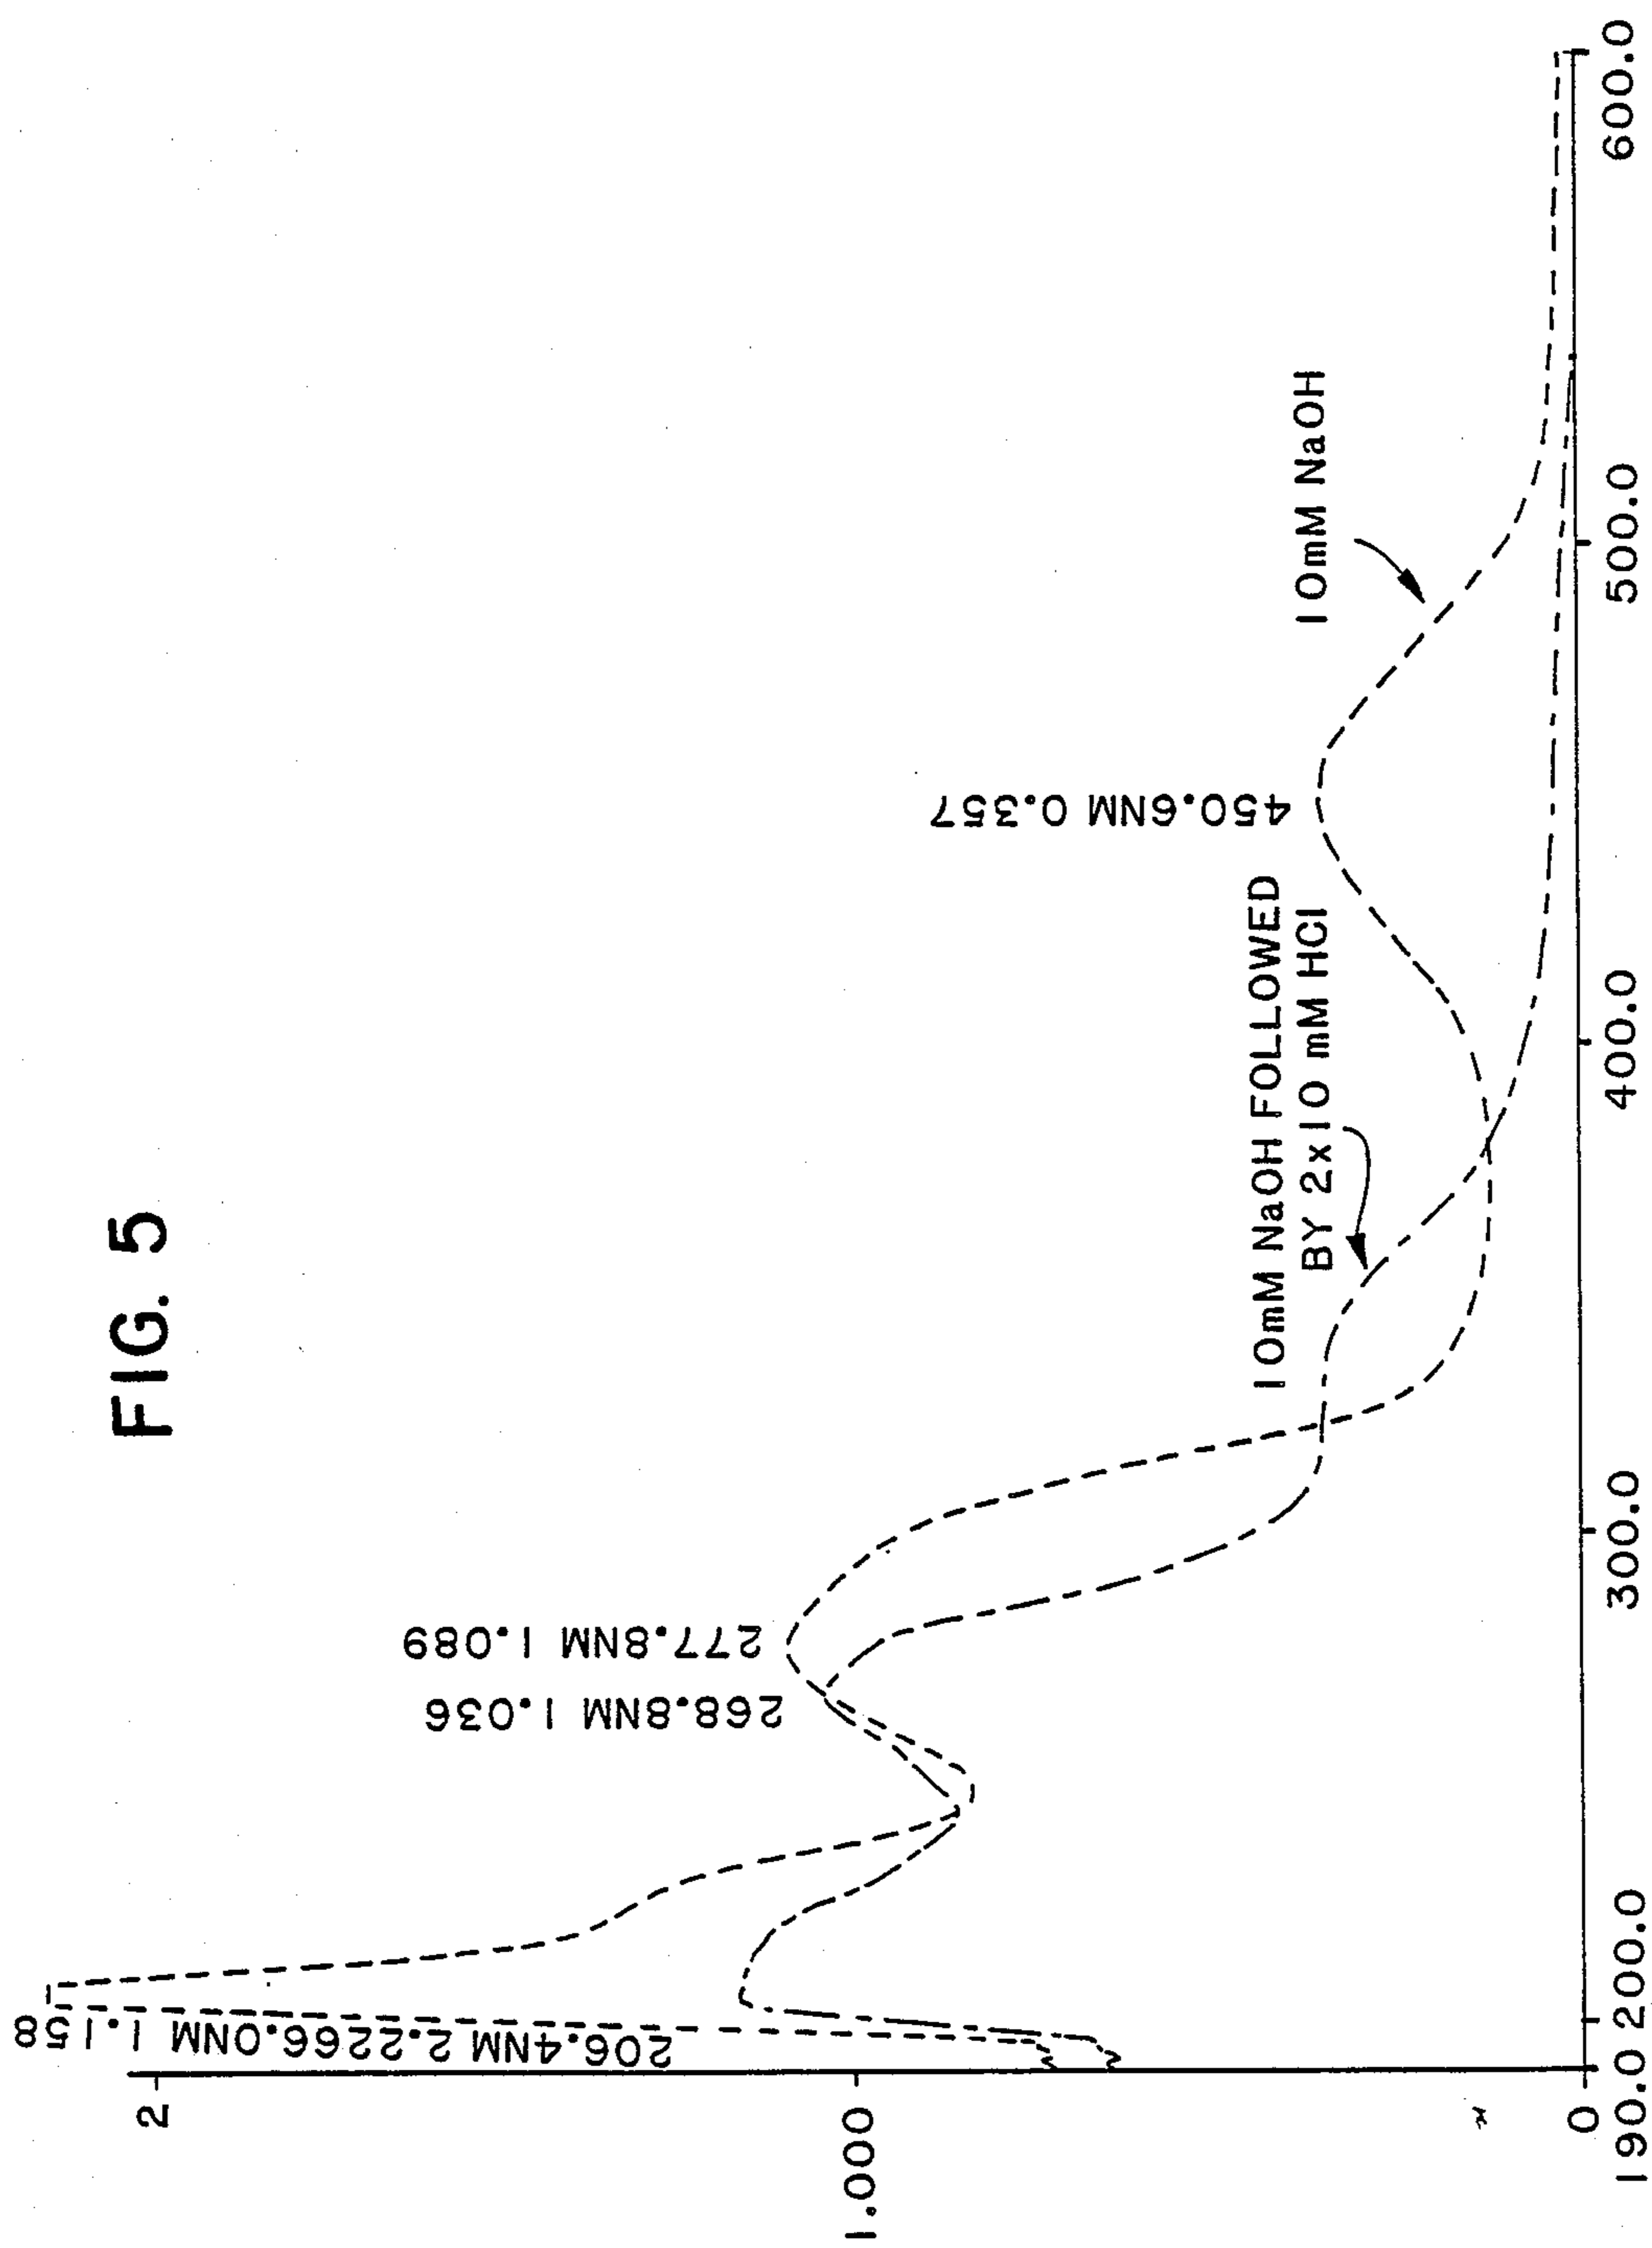 FIG. 5
2
1.000
0
206.4NM 2.2266.0NM 1.158
268.8NM 1.036
277.8NM 1.089
10mM NaOH FOLLOWED
BY 2x10 mM HCl
450.6NM 0.357
10mM NaOH
190.0
200.0
300.0
400.0
500.0
600.0